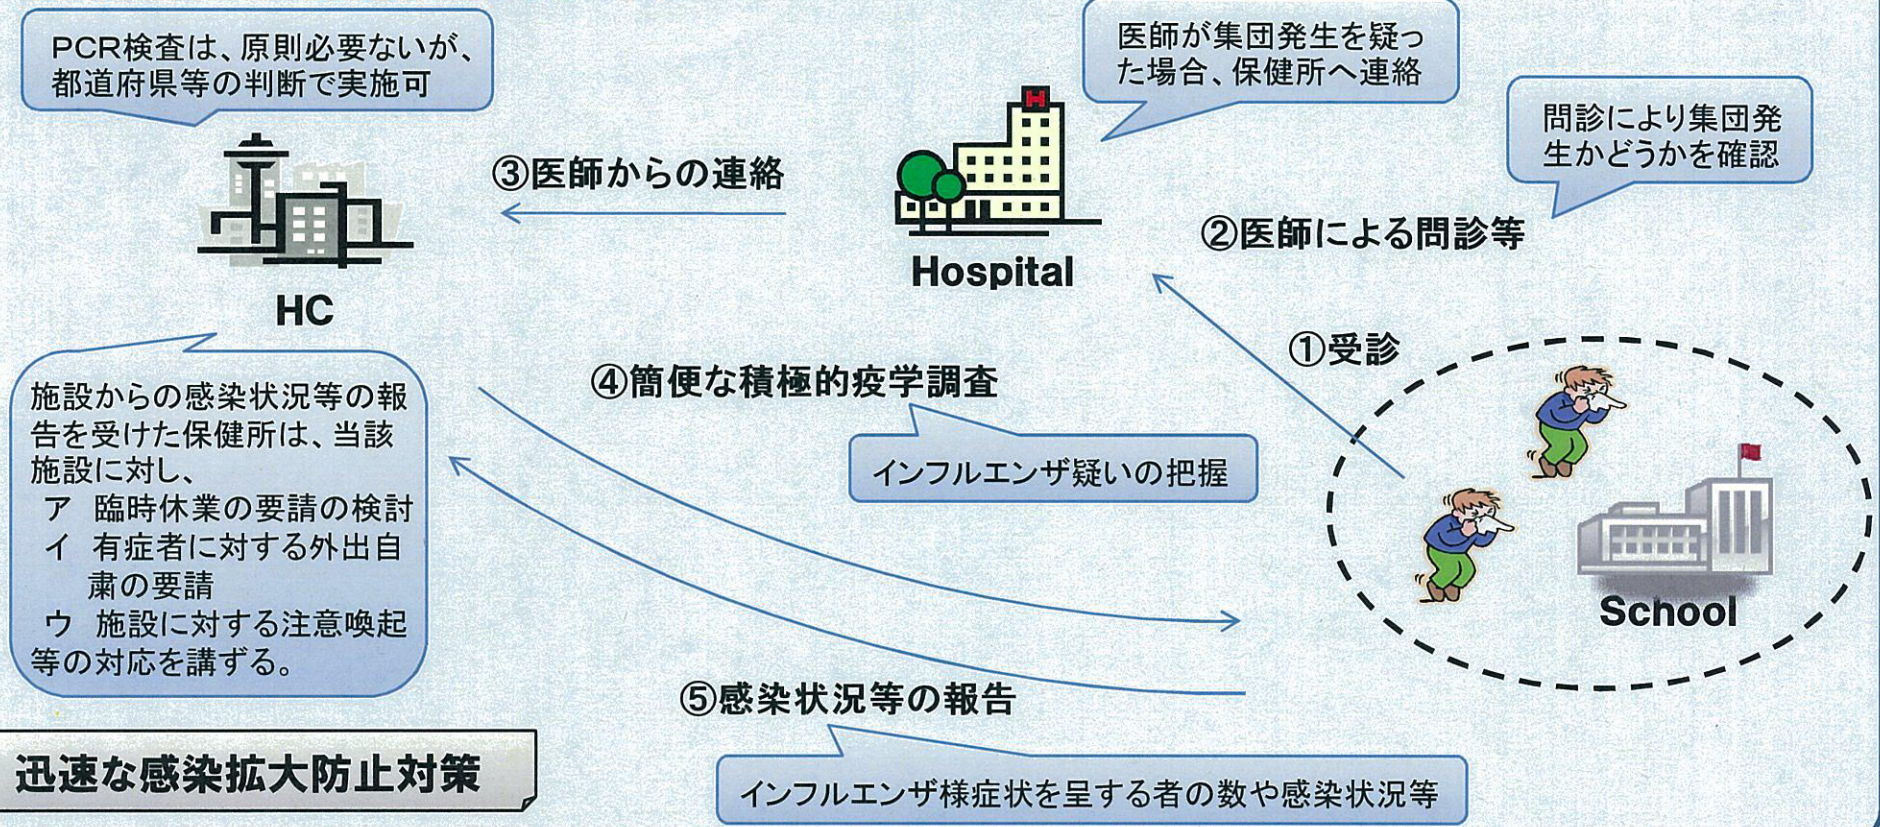 PCR検査は、原則必要ないが、
都道府県等の判断で実施可
医師が集団発生を疑っ
た場合、保健所へ連絡
問診により集団発
生かどうかを確認
③医師からの連絡
②医師による問診等
Hospital
HC
①受診
④簡便な積極的疫学調査
インフルエンザ疑いの把握
施設からの感染状況等の報
告を受けた保健所は、当該
施設に対し、
ア 臨時休業の要請の検討
イ 有症者に対する外出自
粛の要請
ウ 施設に対する注意喚起
等の対応を講ずる。
School
⑤感染状況等の報告
インフルエンザ様症状を呈する者の数や感染状況等
迅速な感染拡大防止対策
H